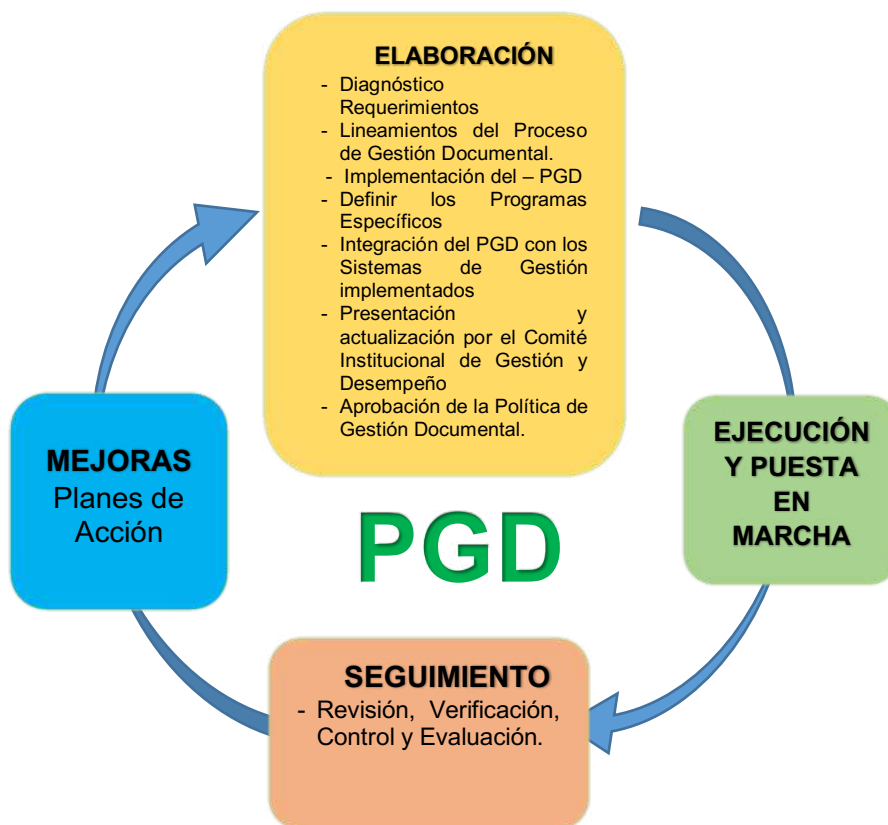 ELABORACIÓN
- Diagnóstico
Requerimientos
- Lineamientos del Proceso
de Gestión Documental.
- Implementación del – PGD
- Definir los Programas
Específicos
- Integración del PGD con los
Sistemas de Gestión
implementados
- Presentación y
actualización por el Comité
Institucional de Gestión y
Desempeño
- Aprobación de la Política de
Gestión Documental.
EJECUCIÓN
Y PUESTA
EN
MARCHA
MEJORAS
Planes de
Acción
PGD
SEGUIMIENTO
- Revisión, Verificación,
Control y Evaluación.